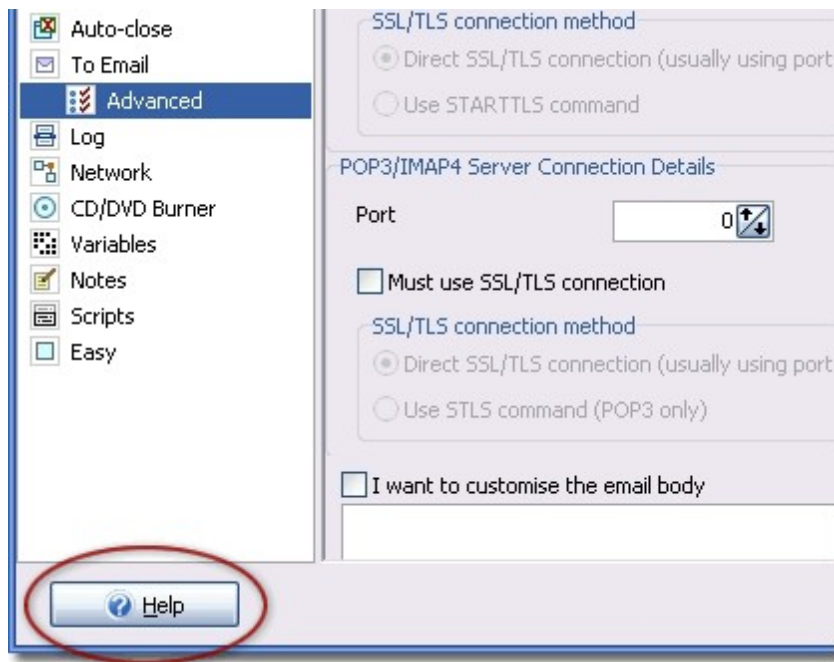 Auto-close
To Email
Advanced
Log
Network
CD/DVD Burner
Variables
Notes
Scripts
Easy
SSL/TLS connection method
Direct SSL/TLS connection (usually using port
Use STARTTLS command
POP3/IMAP4 Server Connection Details
Port 0
Must use SSL/TLS connection
SSL/TLS connection method
Direct SSL/TLS connection (usually using port
Use STLS command (POP3 only)
I want to customise the email body
Help